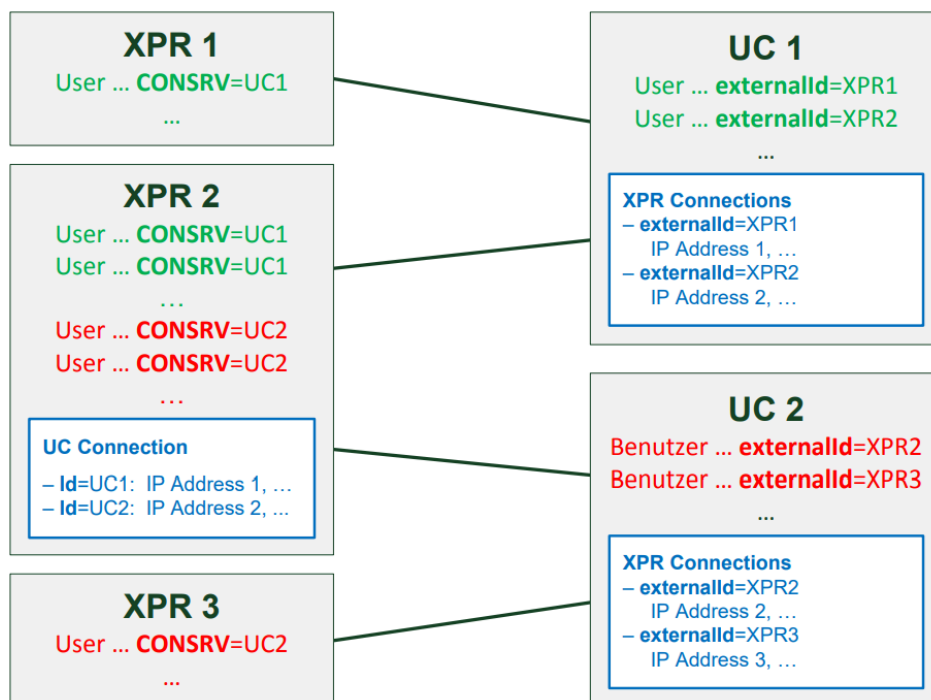 XPR 1
User ... CONSRV=UC1
...
XPR 2
User ... CONSRV=UC1
User ... CONSRV=UC1
...
User ... CONSRV=UC2
User ... CONSRV=UC2
...
UC Connection
– Id=UC1: IP Address 1, ...
– Id=UC2: IP Address 2, ...
XPR 3
User ... CONSRV=UC2
...
UC 1
User ... externalId=XPR1
User ... externalId=XPR2
...
XPR Connections
– externalId=XPR1
IP Address 1, ...
– externalId=XPR2
IP Address 2, ...
UC 2
Benutzer ... externalId=XPR2
Benutzer ... externalId=XPR3
...
XPR Connections
– externalId=XPR2
IP Address 2, ...
– externalId=XPR3
IP Address 3, ...